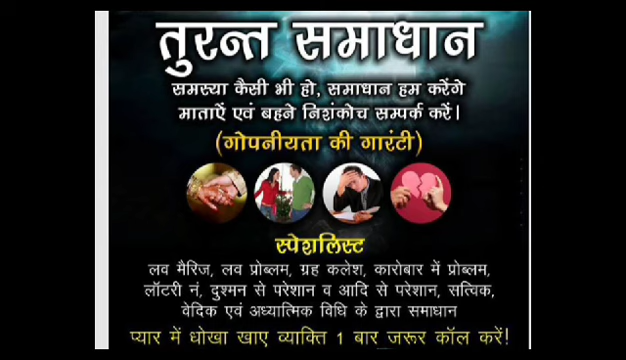 तुरन्त समाधान
समस्या कैसी भी हो, समाधान हम करेंगे
माताऐं एवं बहने निशंकोच सम्पर्क करें।
(गोपनीयता की गारंटी)
स्पेशलिस्ट
लव मैरिज, लव प्रोब्लम, ग्रह कलेश, कारोबार में प्रोब्लम,
लॉटरी नं, दुश्मन से परेशान व आदि से परेशान, सत्विक,
वेदिक एवं अध्यात्मिक विधि के द्वारा समाधान
प्यार में धोखा खाए व्याक्ति 1 बार जरूर कॉल करें!